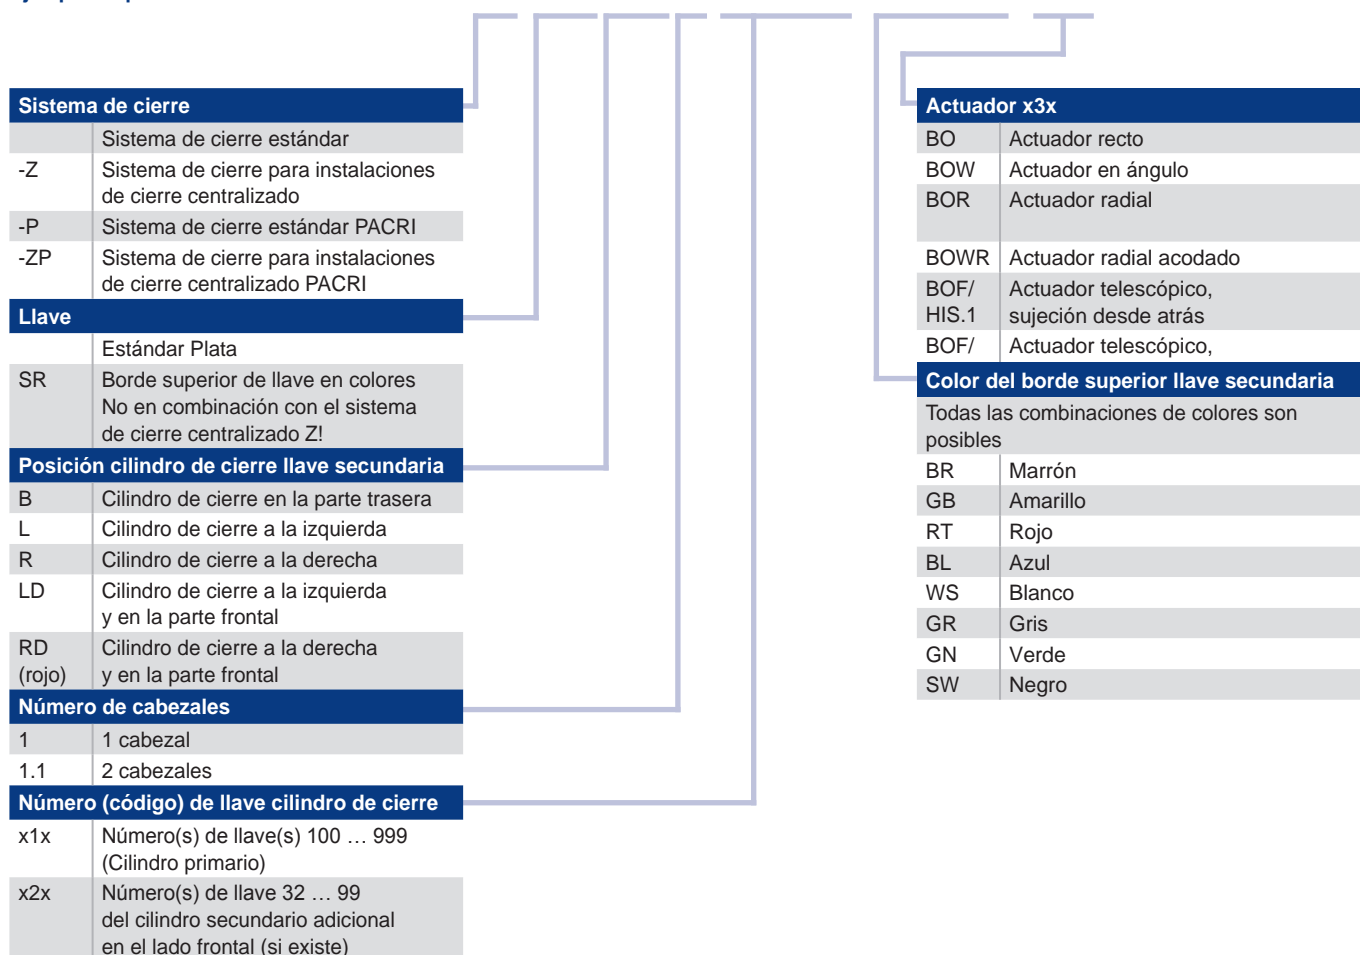 Sistema de cierre
Sistema de cierre estándar
-Z Sistema de cierre para instalaciones
de cierre centralizado
-P Sistema de cierre estándar PACRI
-ZP Sistema de cierre para instalaciones
de cierre centralizado PACRI
Llave
Estándar Plata
SR Borde superior de llave en colores
No en combinación con el sistema
de cierre centralizado Z!
Posición cilindro de cierre llave secundaria
B Cilindro de cierre en la parte trasera
L Cilindro de cierre a la izquierda
R Cilindro de cierre a la derecha
LD Cilindro de cierre a la izquierda
y en la parte frontal
RD Cilindro de cierre a la derecha
(rojo) y en la parte frontal
Número de cabezales
1 1 cabezal
1.1 2 cabezales
Número (código) de llave cilindro de cierre
x1x Número(s) de llave(s) 100 … 999
(Cilindro primario)
x2x Número(s) de llave 32 … 99
del cilindro secundario adicional
en el lado frontal (si existe)
Actuador x3x
BO Actuador recto
BOW Actuador en ángulo
BOR Actuador radial
BOWR Actuador radial acodado
BOF/ Actuador telescópico,
HIS.1 sujeción desde atrás
BOF/ Actuador telescópico,
Color del borde superior llave secundaria
Todas las combinaciones de colores son
posibles
BR Marrón
GB Amarillo
RT Rojo
BL Azul
WS Blanco
GR Gris
GN Verde
SW Negro